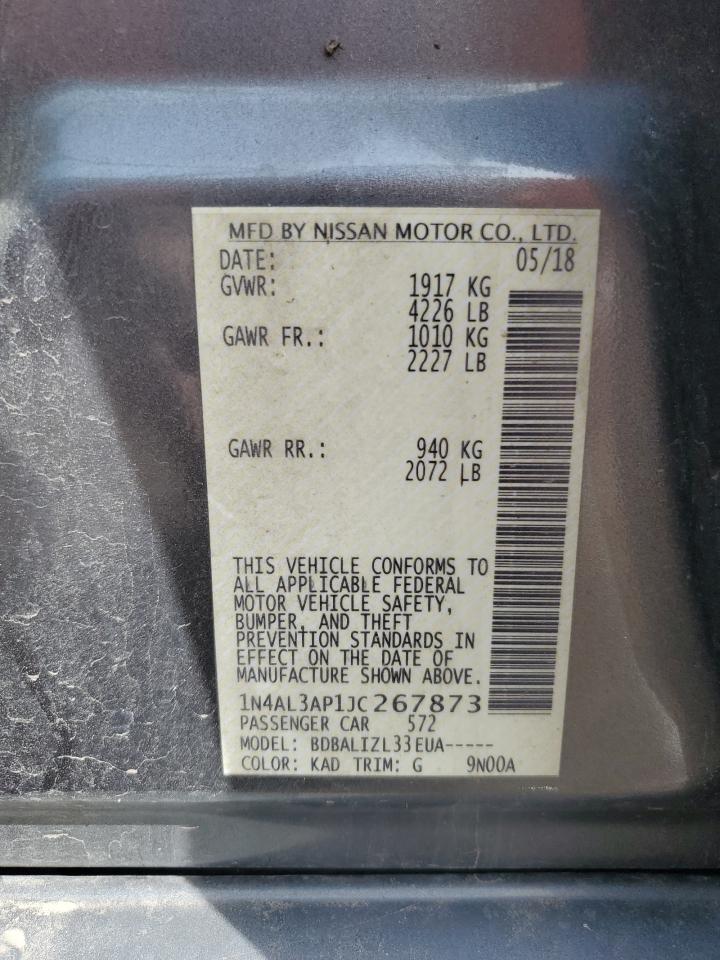 MFD BY NISSAN MOTOR CO., LTD.
DATE: 05/18
GVWR: 1917 KG
4226 LB
GAWR FR.: 1010 KG
2227 LB
GAWR RR.: 940 KG
2072 LB
THIS VEHICLE CONFORMS TO
ALL APPLICABLE FEDERAL
MOTOR VEHICLE SAFETY,
BUMPER, AND THEFT
PREVENTION STANDARDS IN
EFFECT ON THE DATE OF
MANUFACTURE SHOWN ABOVE.
1N4AL3AP1JC267873
PASSENGER CAR 572
MODEL: BDBALIZL33EUA-----
COLOR: KAD TRIM: G 9N00A